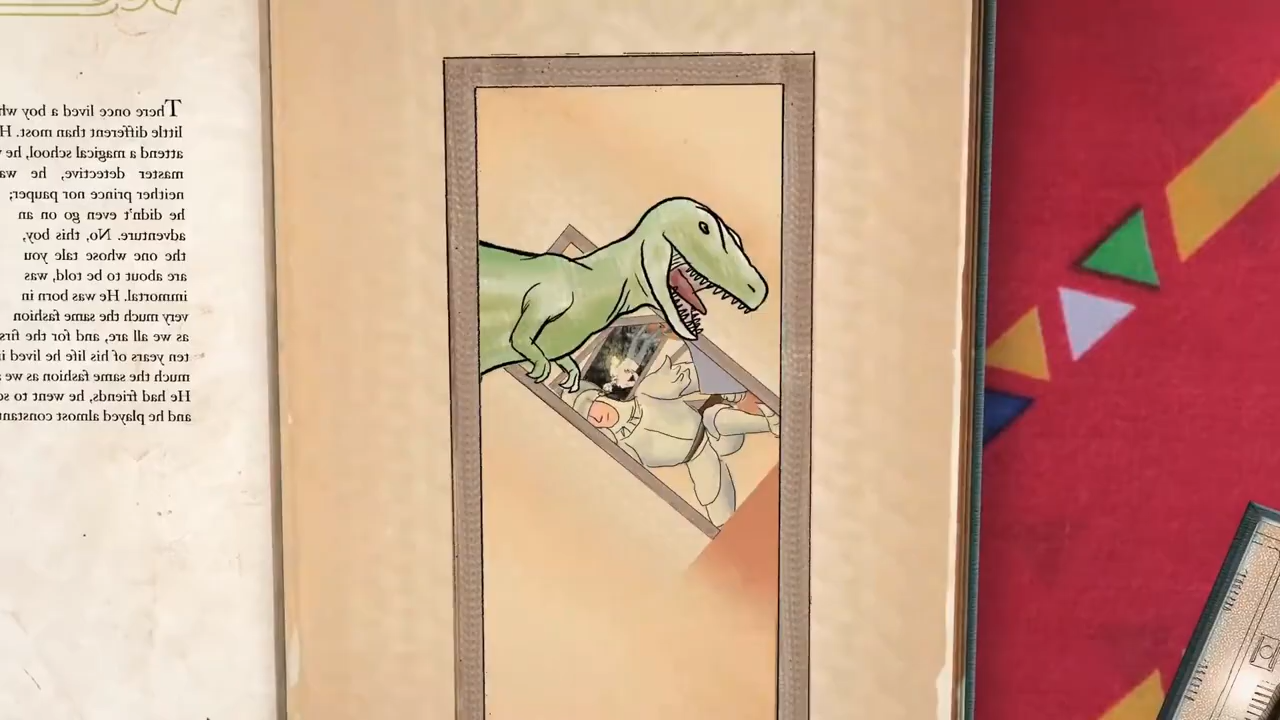 There once lived a boy wh
little different than most. H
attend a magical school, he
master detective, he wa
neither prince nor pauper;
he didn't even go on an
adventure. No, this boy,
the one whose tale you
are about to be told, was
immortal. He was born in
very much the same fashion
as we all are, and for the firs
ten years of his life he lived i
much the same fashion as we
He had friends, he went to sc
and he played almost constant